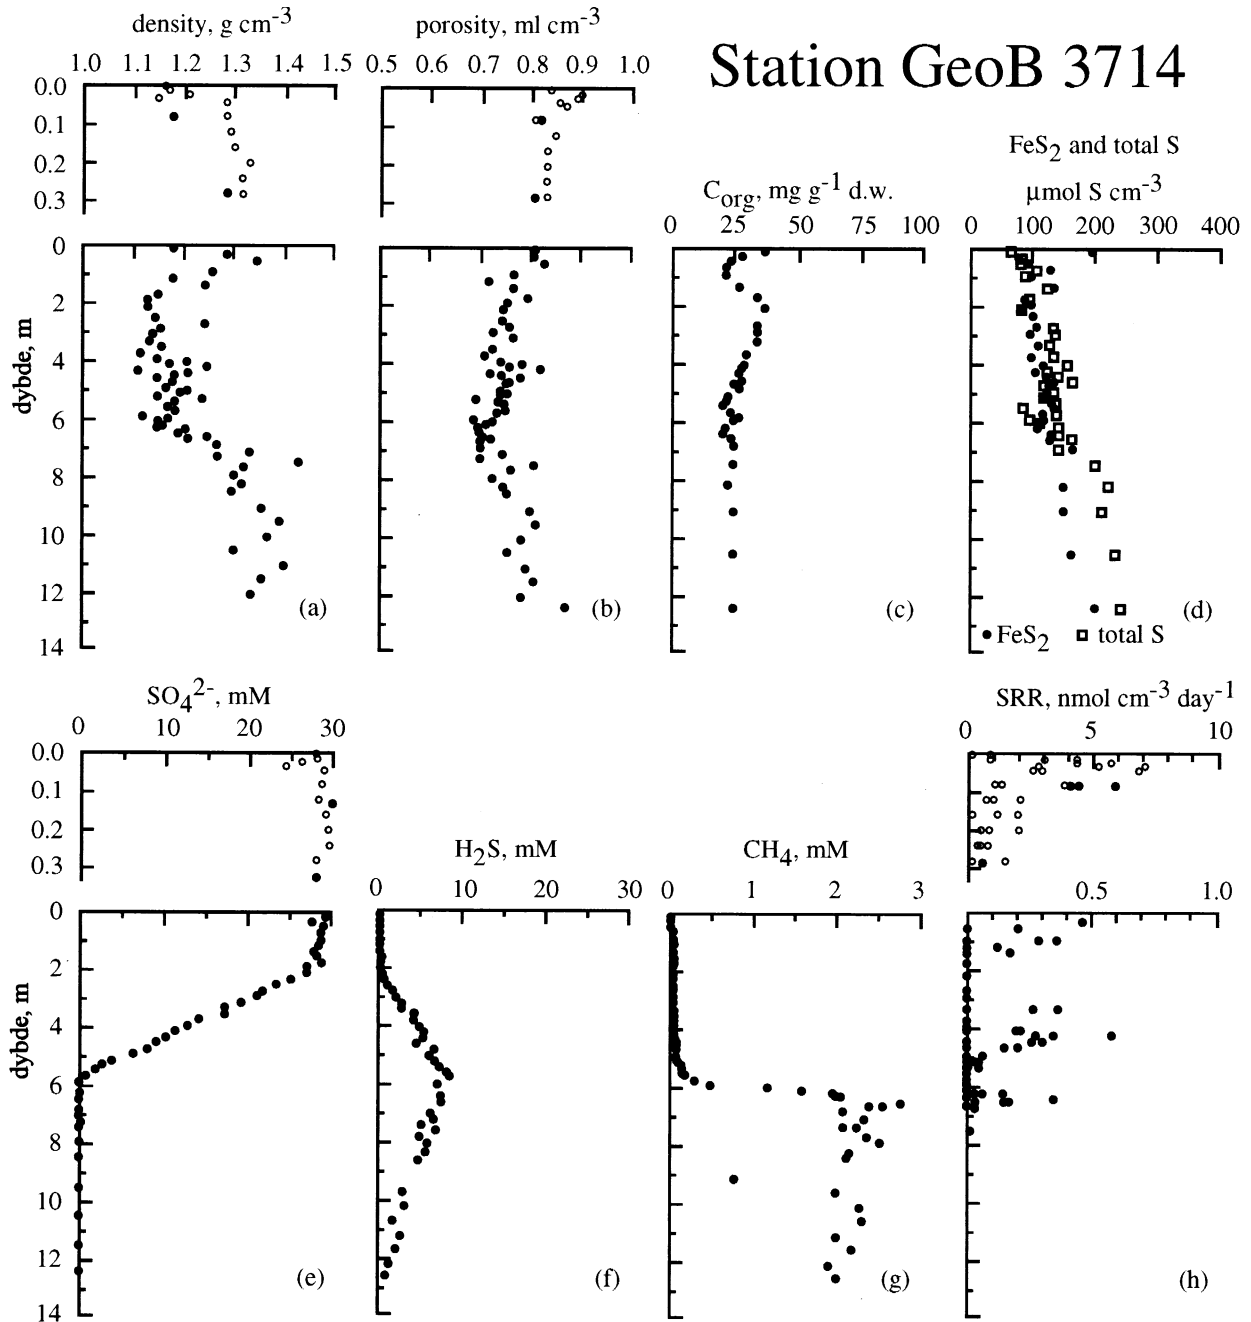 density, g cm-3
porosity, ml cm-3
Station GeoB 3714
1.0 1.1 1.2 1.3 1.4 1.5
0.5 0.6 0.7 0.8 0.9 1.0
0.0
0.1
0.2
0.3
FeS2 and total S
Corg, mg g-1 d.w.
µmol S cm-3
0 25 50 75 100
0 100 200 300 400
0
2
4
6
8
10
12
14
dybde, m
(a)
(b)
(c)
(d)
FeS2 total S
SO42-, mM
0 10 20 30
0.0
0.1
0.2
0.3
SRR, nmol cm-3 day-1
0 5 10
H2S, mM
0 10 20 30
CH4, mM
0 1 2 3
0.5 1.0
0
2
4
6
8
10
12
14
dybde, m
(e)
(f)
(g)
(h)